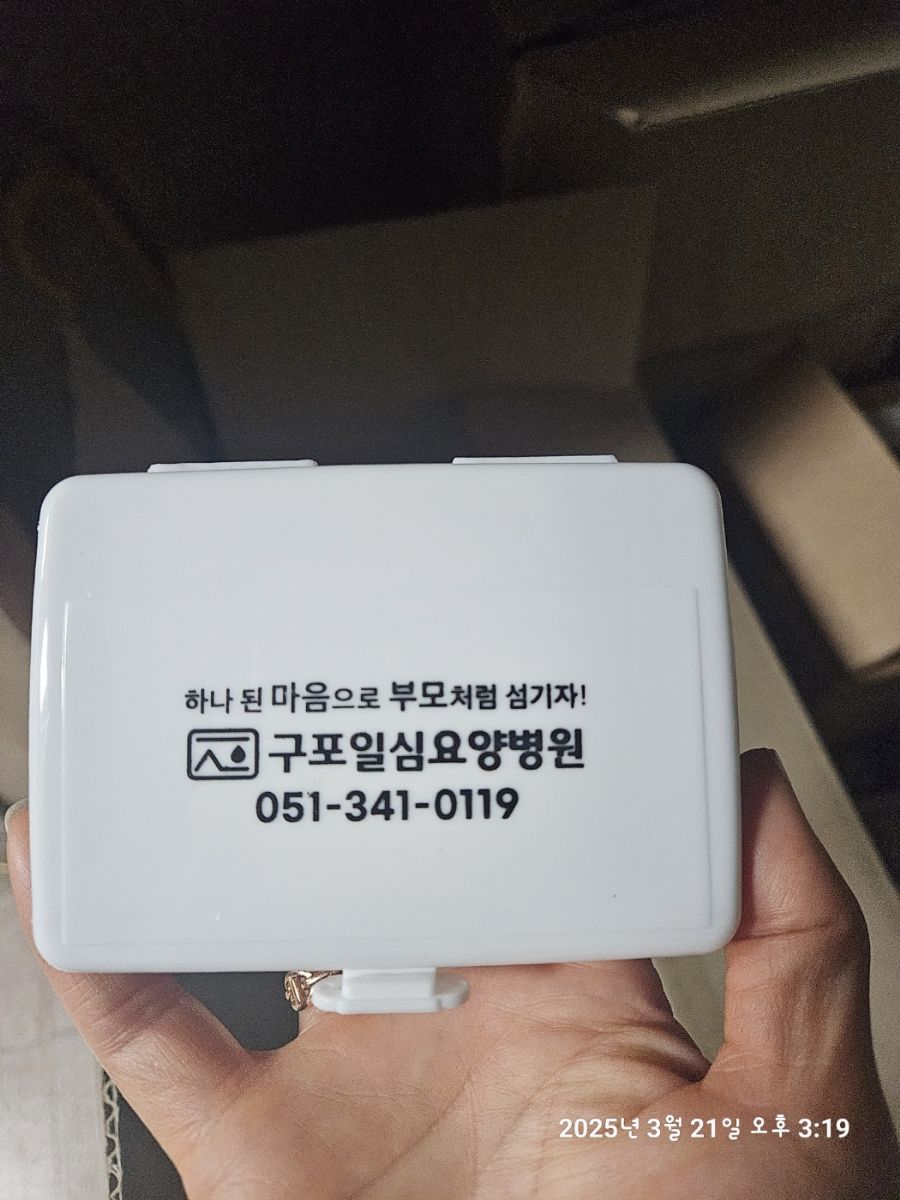 하나 된 마음으로 부모처럼 섬기자!
구포일심요양병원
051-341-0119
2025년 3월 21일 오후 3:19